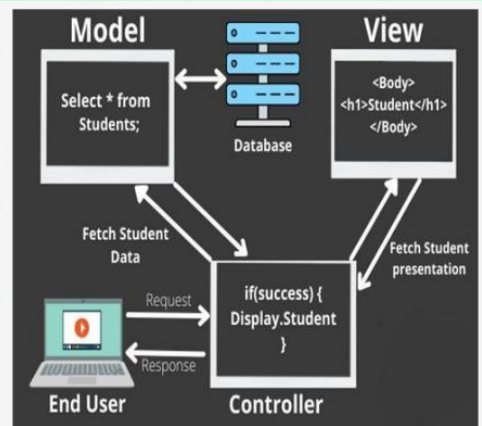 Model
View
Select * from
Students;
Database
<Body>
<h1>Student</h1>
</Body>
Fetch Student
Data
Fetch Student
presentation
Request
Response
if(success) {
Display.Student
}
End User
Controller